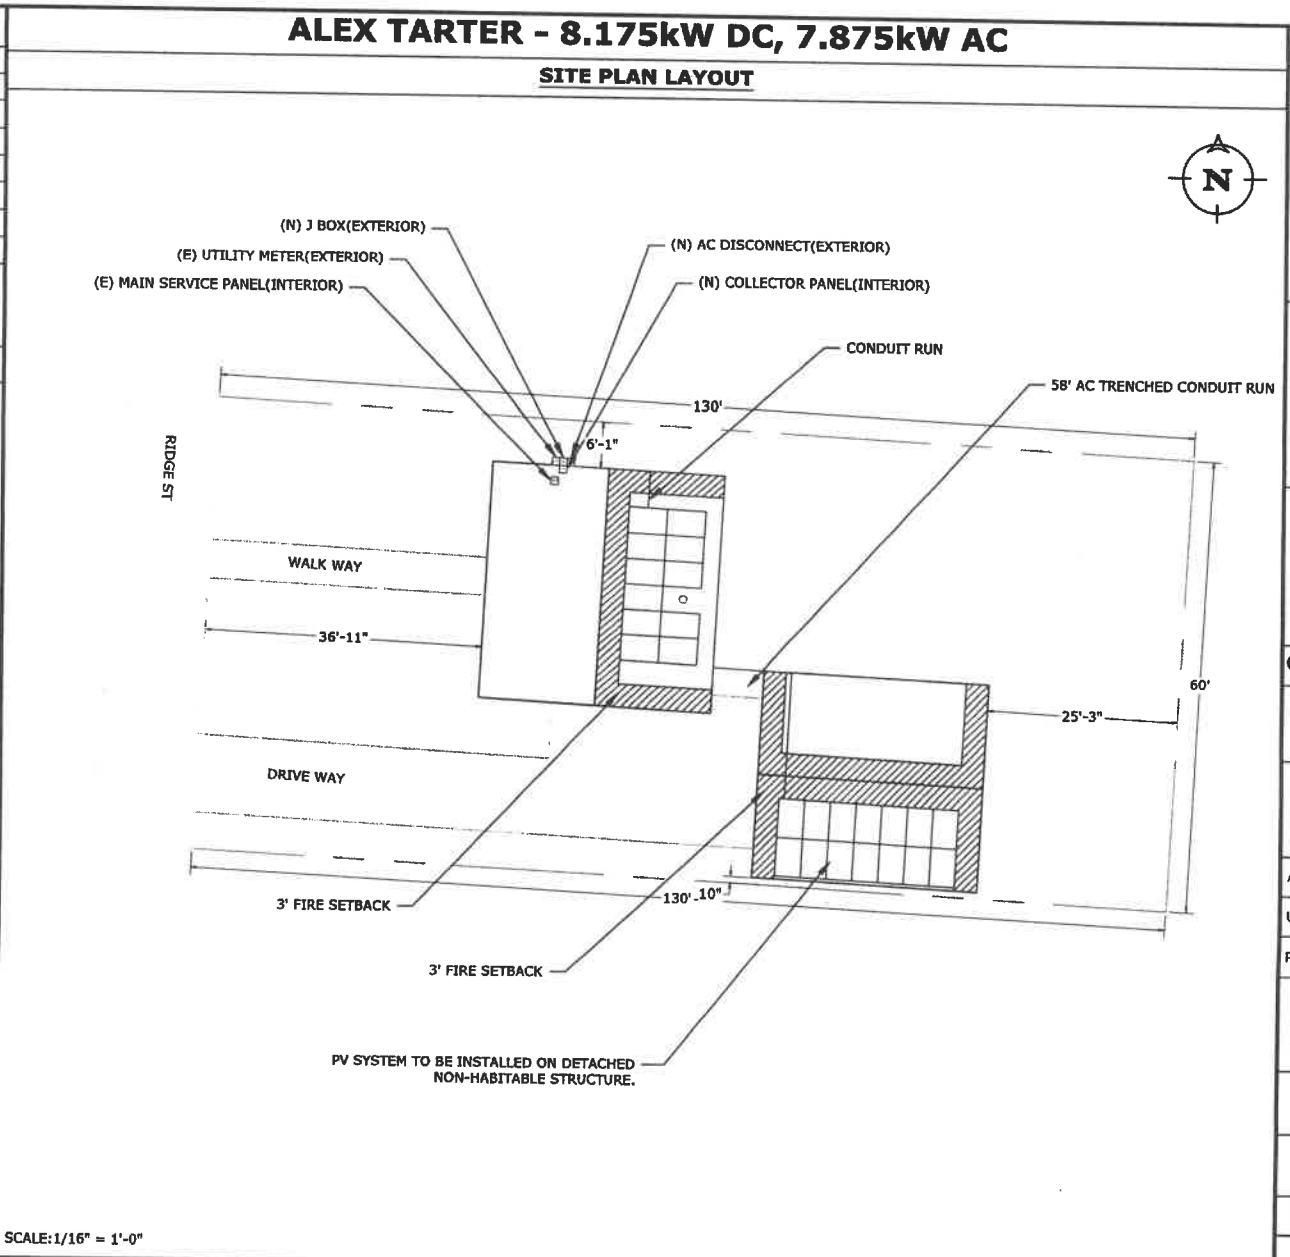 ALEX TARTER - 8.175kW DC, 7.875kW AC
SITE PLAN LAYOUT
N
(N) J BOX(EXTERIOR)
(E) UTILITY METER(EXTERIOR)
(E) MAIN SERVICE PANEL(INTERIOR)
(N) AC DISCONNECT(EXTERIOR)
(N) COLLECTOR PANEL(INTERIOR)
CONDUIT RUN
58' AC TRENCHED CONDUIT RUN
130'
6'-1"
RIDGE ST
WALK WAY
36'-11"
60'
25'-3"
DRIVE WAY
130'
10"
3' FIRE SETBACK
3' FIRE SETBACK
PV SYSTEM TO BE INSTALLED ON DETACHED
NON-HABITABLE STRUCTURE.
SCALE:1/16" = 1'-0"